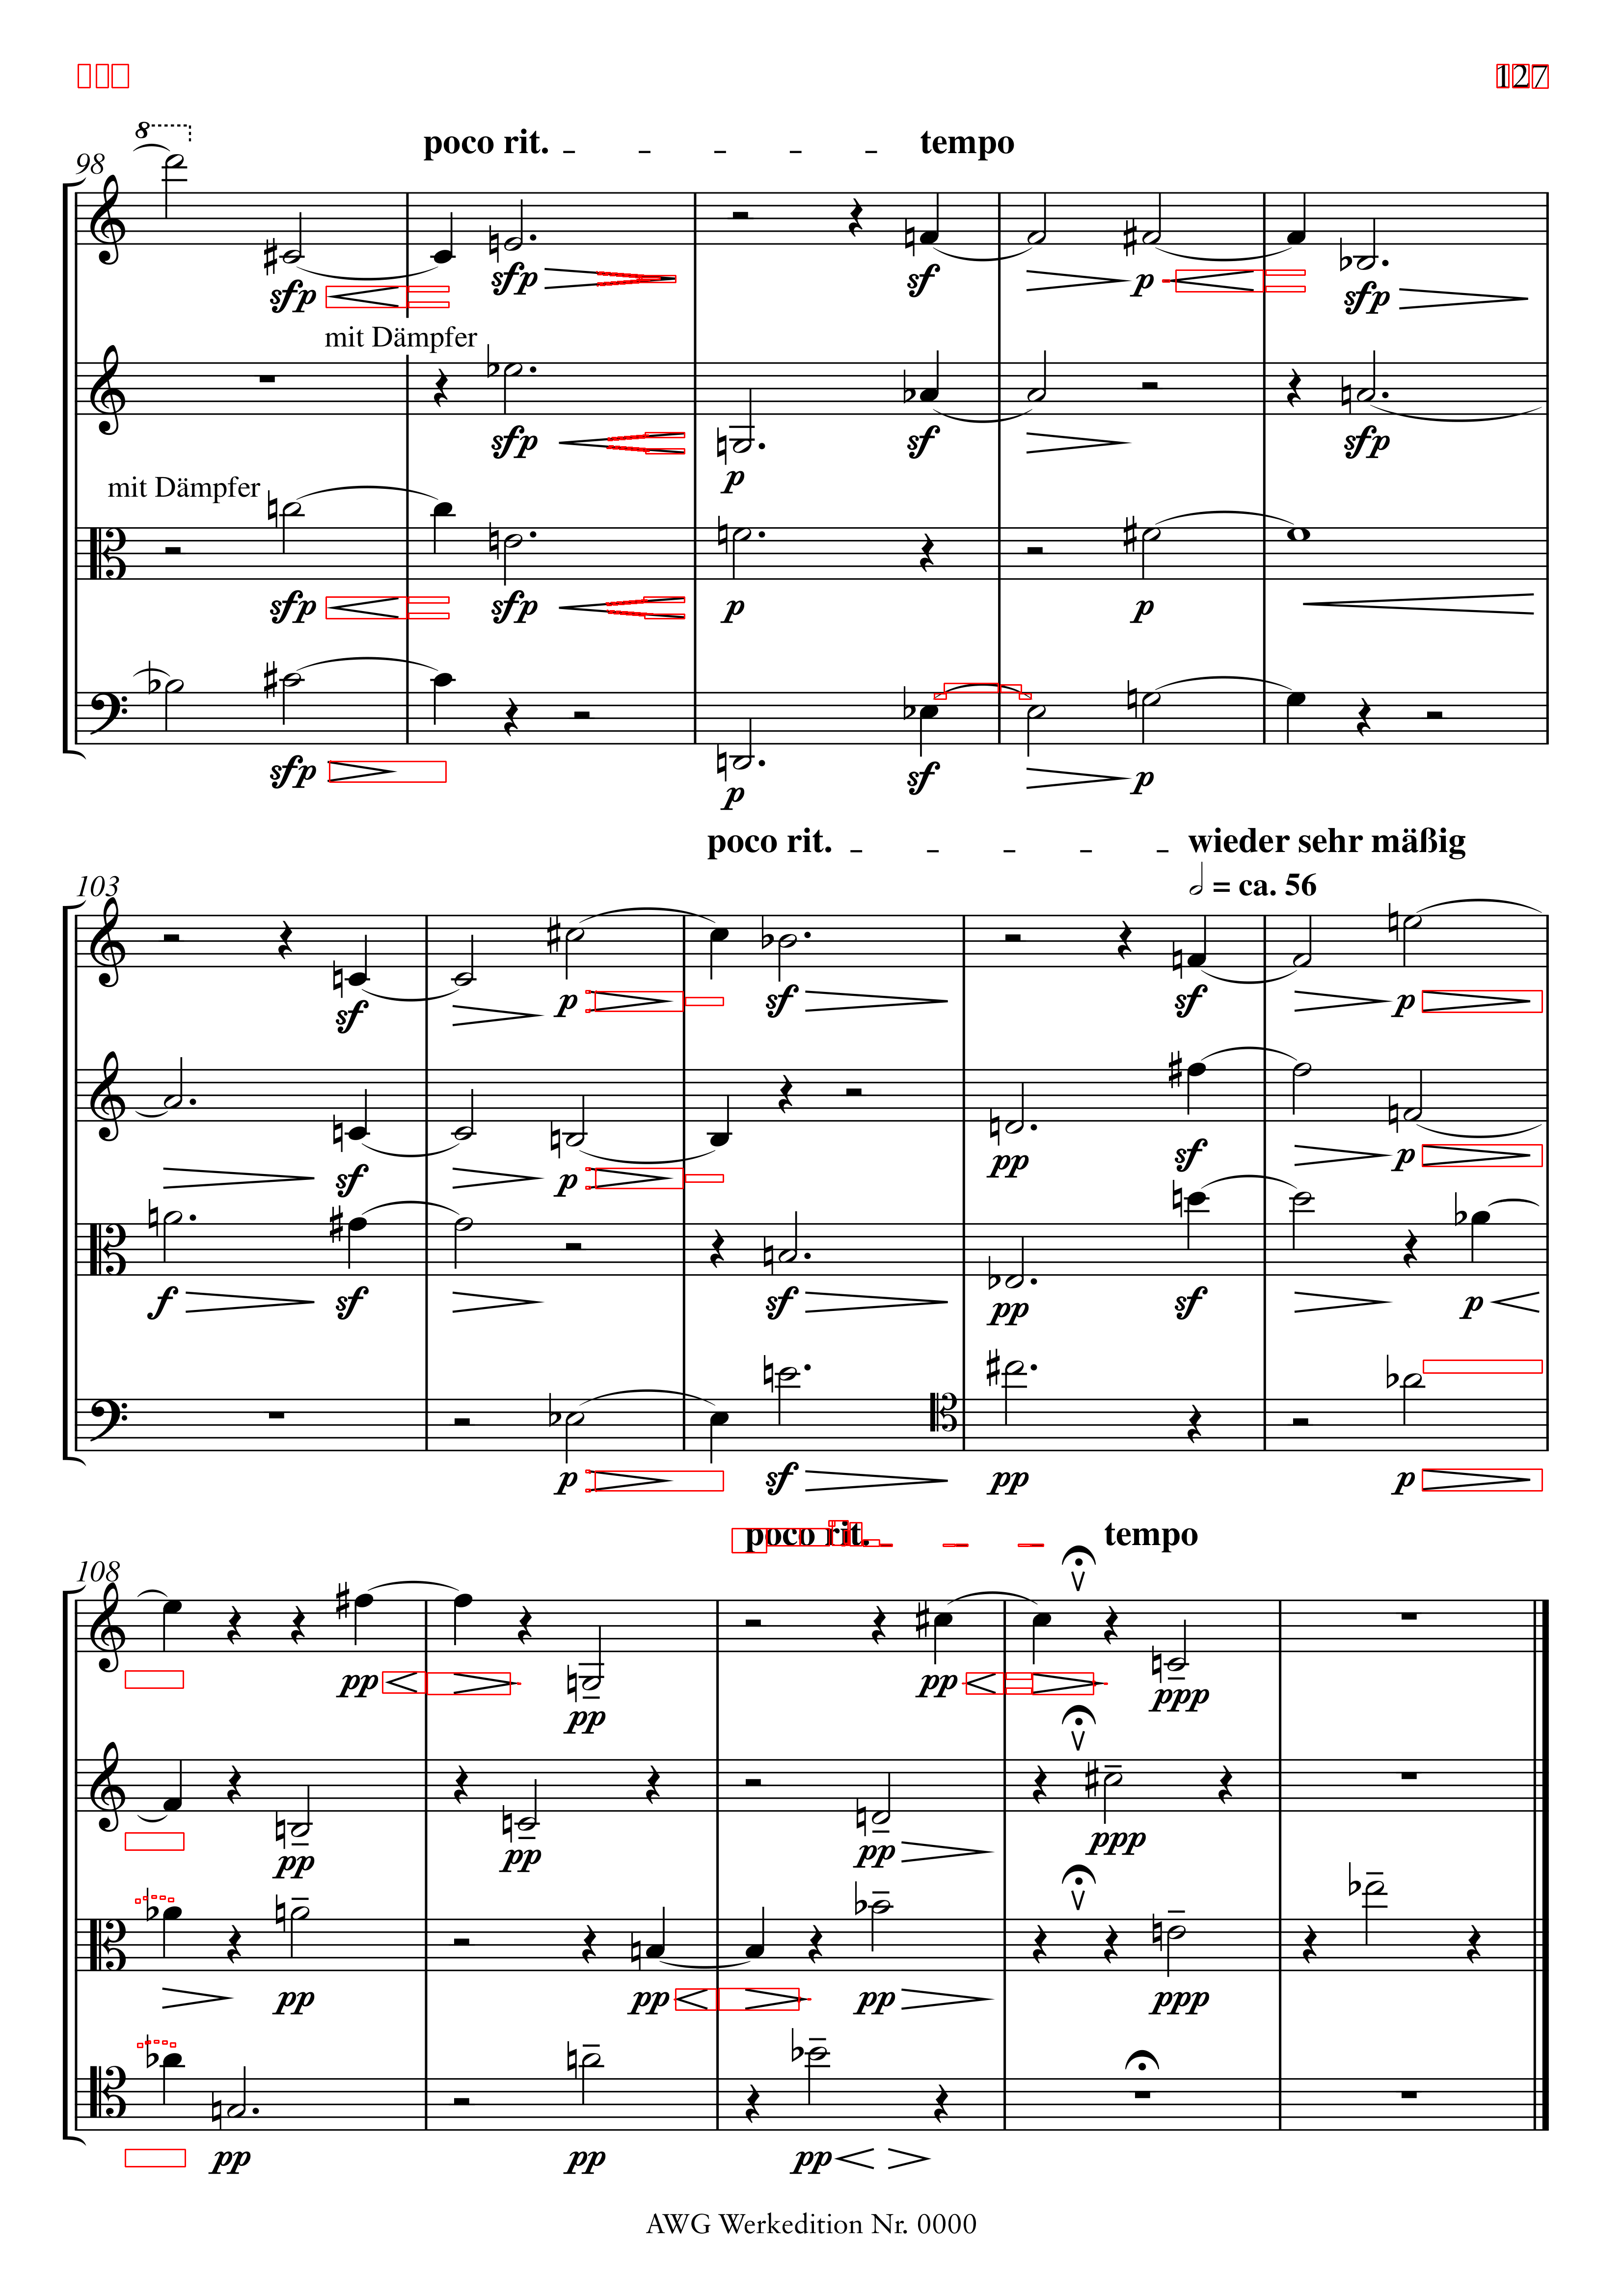 127
8
98 poco rit. tempo
sfp sfp sf p sfp
mit Dämpfer
sfp p sf sfp
mit Dämpfer
sfp sfp p p
sfp p sf p
poco rit. wieder sehr mäßig
103 = ca. 56
sf p sf sf p
sf p pp sf p
f sf sf pp sf p
p sf pp p
poco rit. tempo
108
pp pp pp ppp
pp pp pp ppp
pp pp pp ppp
pp pp pp
AWG Werkedition Nr. 0000